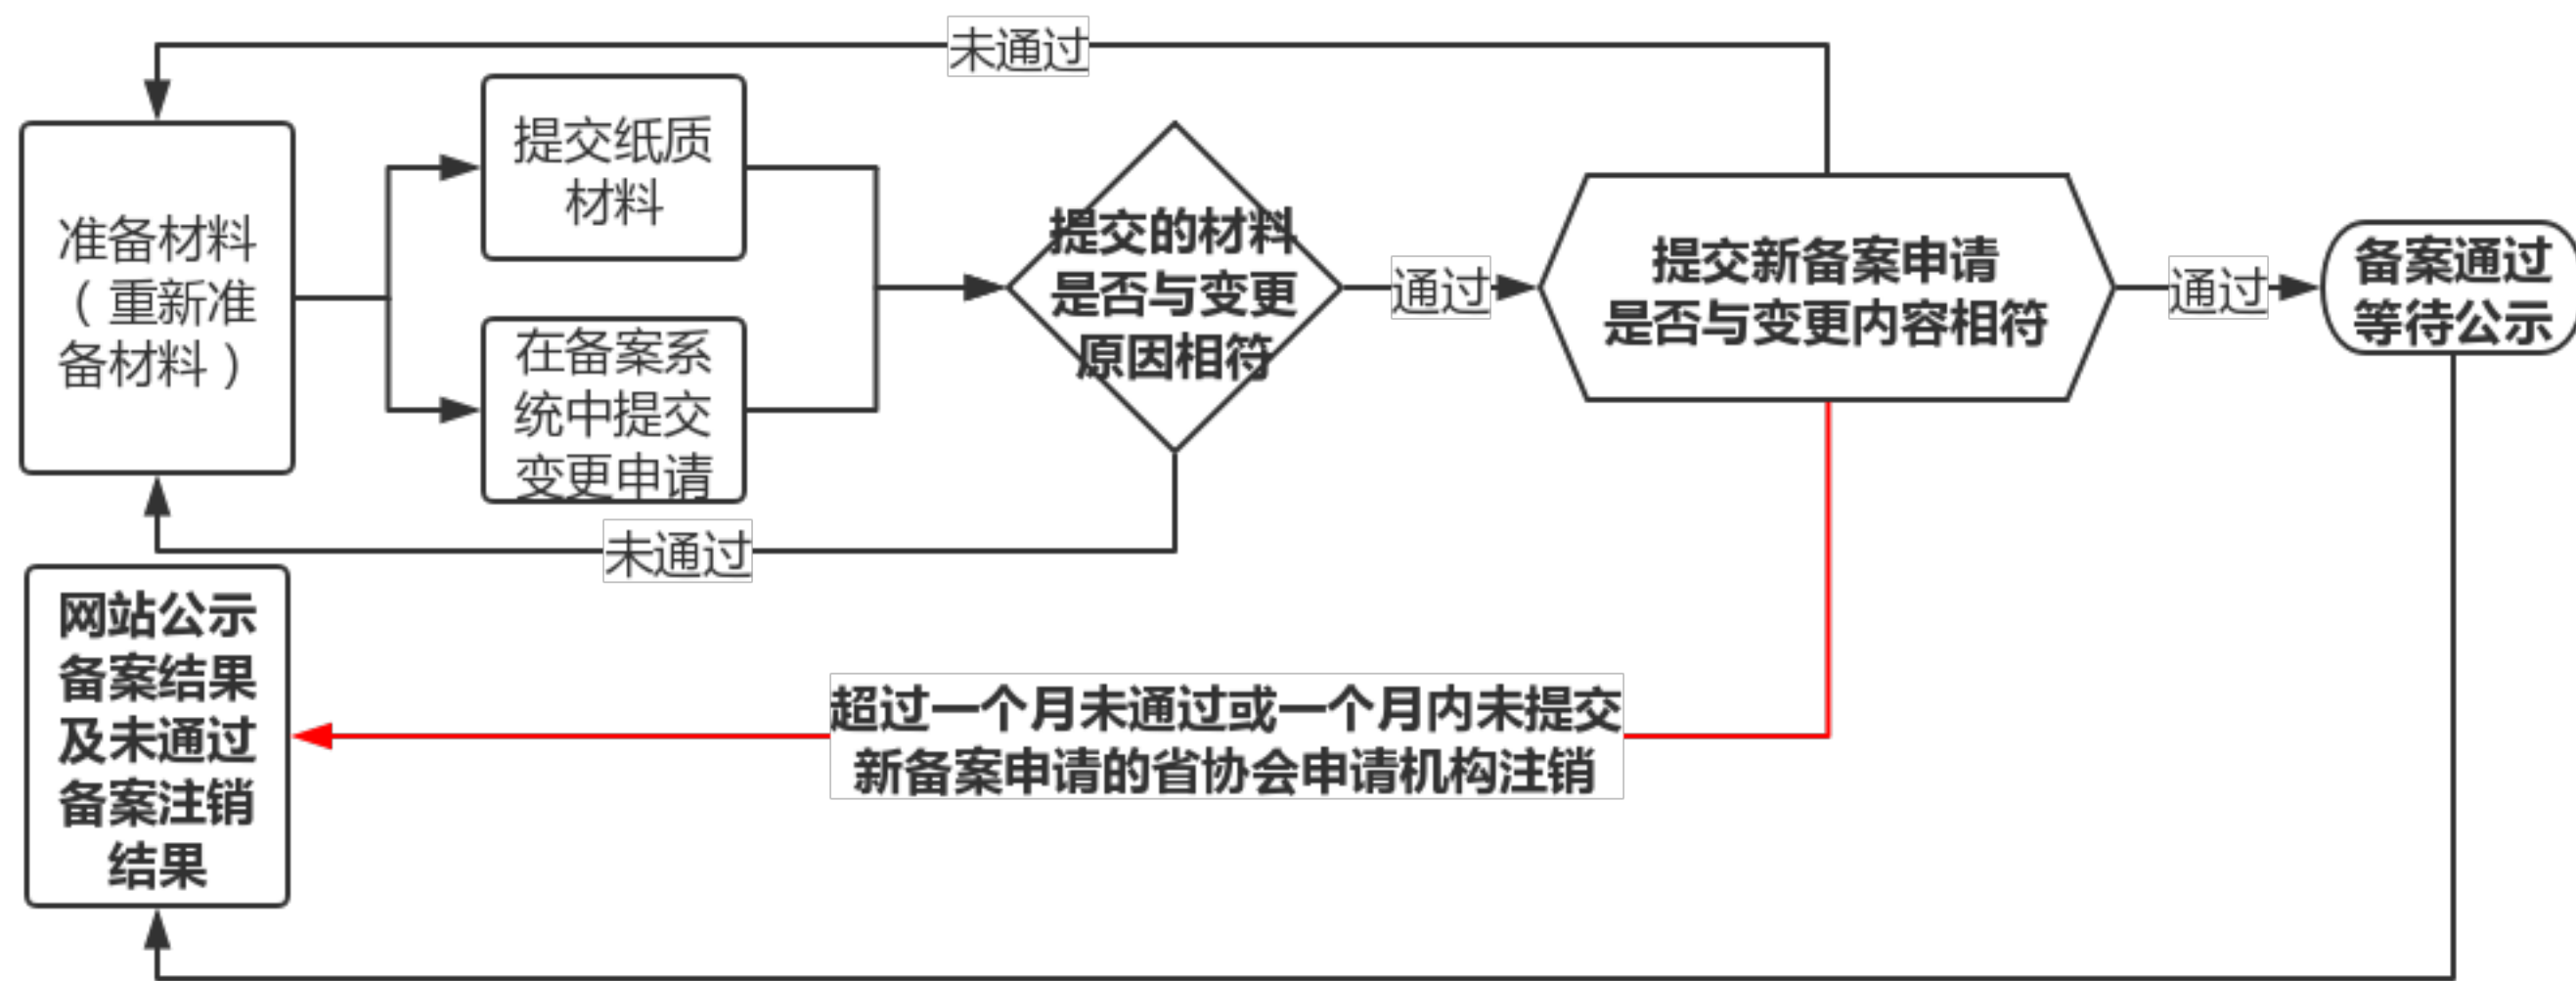 未通过
准备材料
（重新准
备材料）
提交纸质
材料
在备案系
统中提交
变更申请
提交的材料
是否与变更
原因相符
通过
提交新备案申请
是否与变更内容相符
通过
备案通过
等待公示
未通过
网站公示
备案结果
及未通过
备案注销
结果
超过一个月未通过或一个月内未提交
新备案申请的省协会申请机构注销